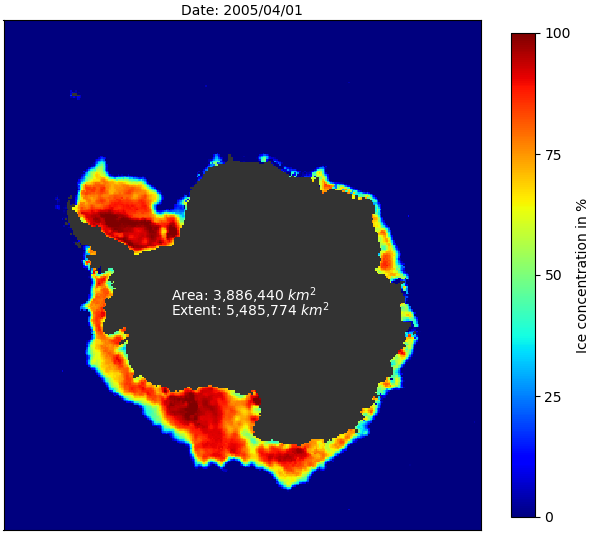 Date: 2005/04/01
100
75
Area: 3,886,440 km²
Extent: 5,485,774 km²
50
25
0
Ice concentration in %